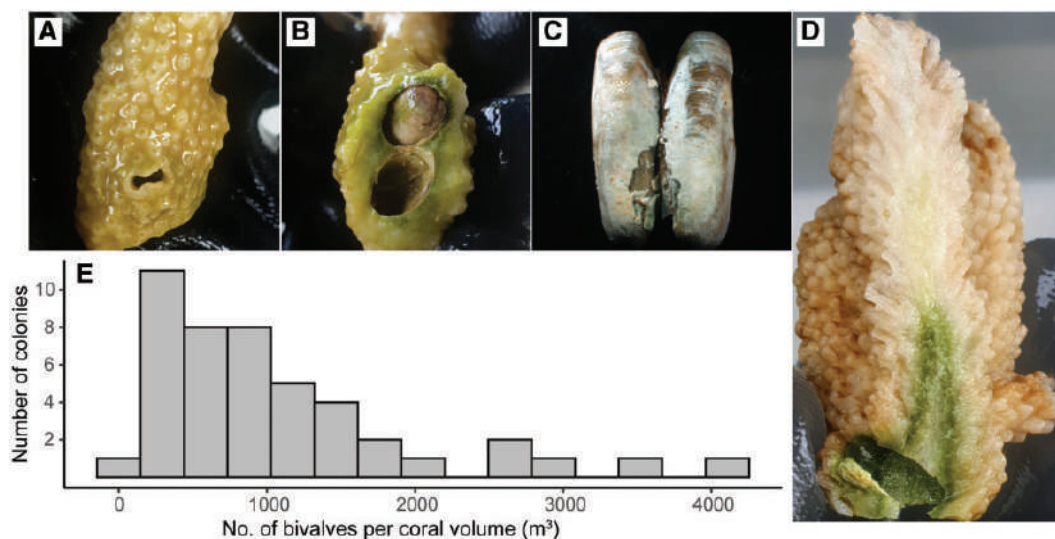 A
B
C
D
E
Number of colonies
10
8
6
4
2
0
1000
2000
3000
4000
No. of bivalves per coral volume (m³)